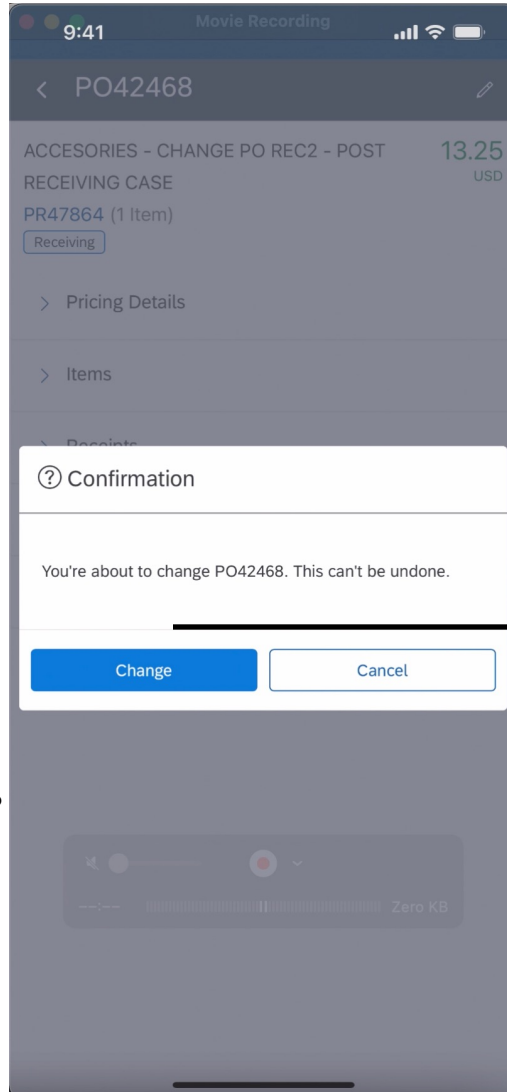 Movie Recording
9:41
PO42468
ACCESORIES - CHANGE PO REC2 - POST
RECEIVING CASE
13.25
USD
PR47864 (1 Item)
Receiving
Pricing Details
Items
Receipts
Confirmation
You're about to change PO42468. This can't be undone.
Change
Cancel
--:--
Zero KB